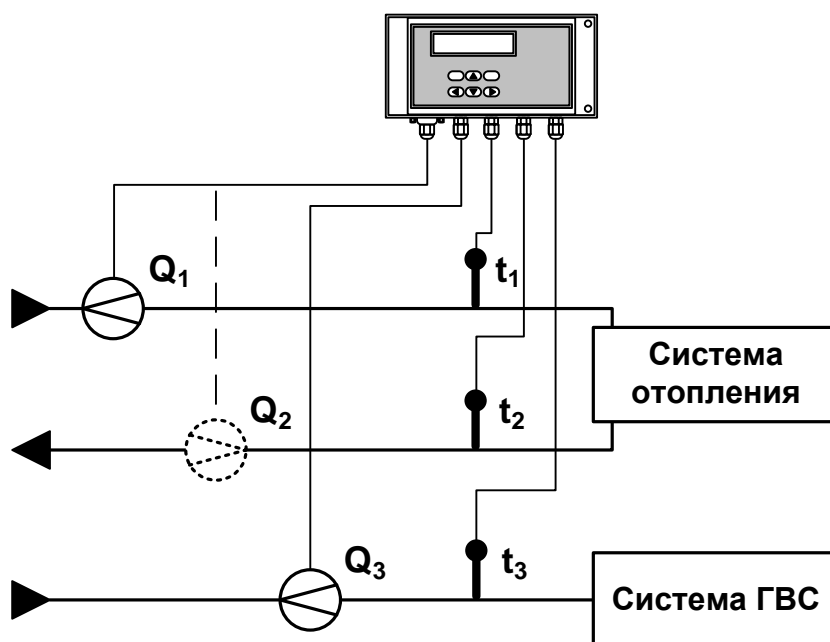 Q₁
t₁
Система
отопления
Q₂
t₂
Q₃
t₃
Система ГВС